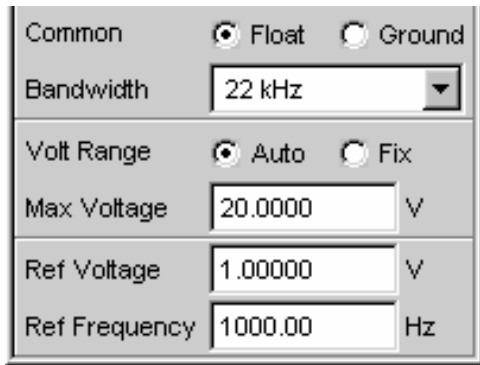 Common Float Ground
Bandwidth 22 kHz
Volt Range Auto Fix
Max Voltage 20.0000 V
Ref Voltage 1.00000 V
Ref Frequency 1000.00 Hz